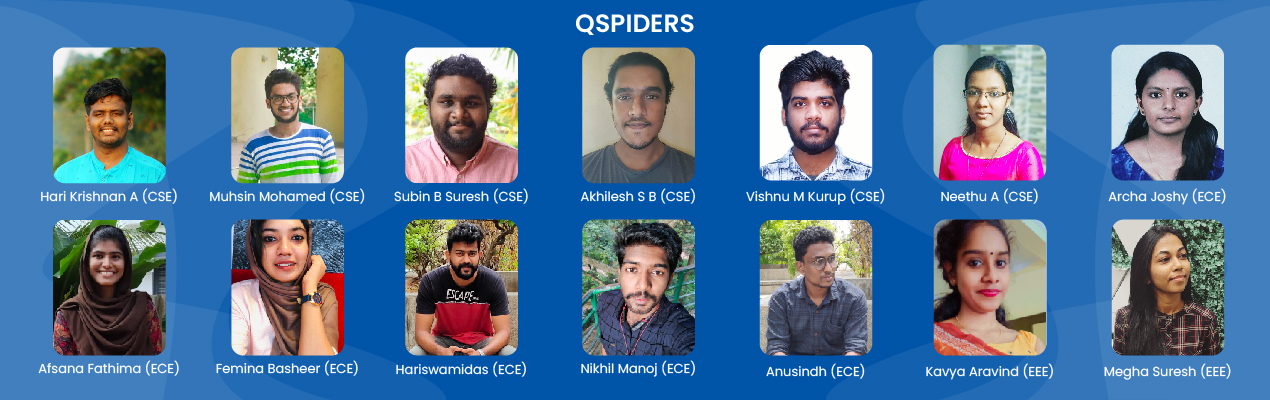 QSPIDERS
Hari Krishnan A (CSE)
Muhsin Mohamed (CSE)
Subin B Suresh (CSE)
Akhilesh S B (CSE)
Vishnu M Kurup (CSE)
Neethu A (CSE)
Archa Joshy (ECE)
ESCAPE
Afsana Fathima (ECE)
Femina Basheer (ECE)
Hariswamidas (ECE)
Nikhil Manoj (ECE)
Anusindh (ECE)
Kavya Aravind (EEE)
Megha Suresh (EEE)